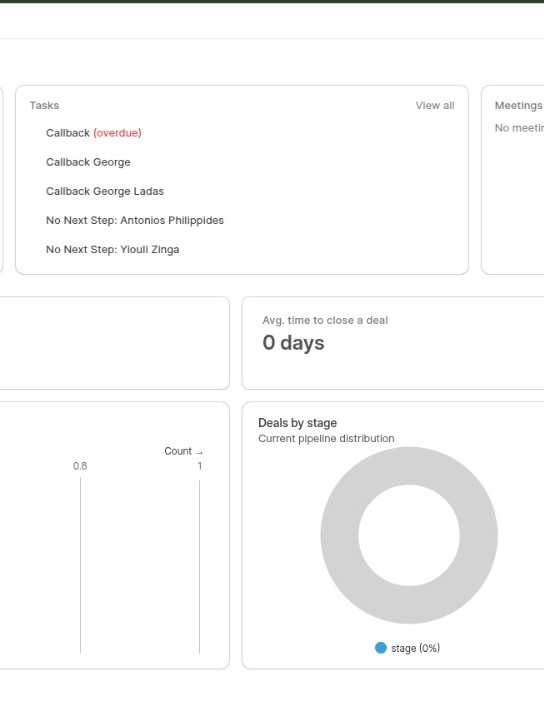 Tasks
View all
Callback (overdue)
Callback George
Callback George Ladas
No Next Step: Antonios Philippides
No Next Step: Yiouli Zinga
Meetings
No meetin
Avg. time to close a deal
0 days
Count →
0.8
1
Deals by stage
Current pipeline distribution
stage (0%)